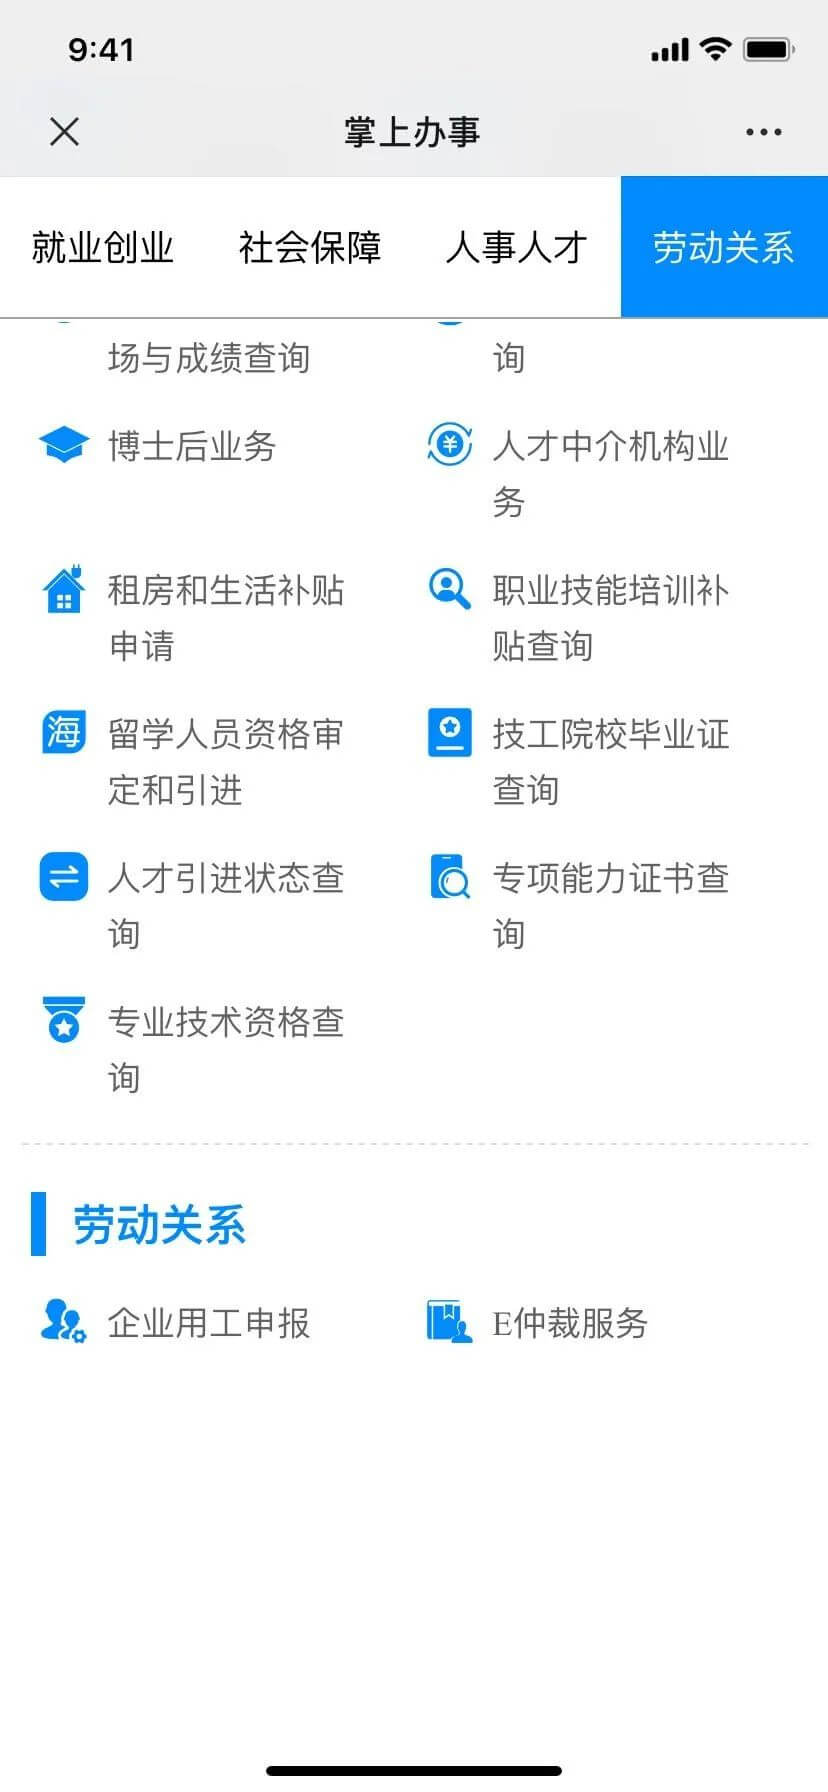 9:41
掌上办事
就业创业 社会保障 人事人才 劳动关系
场与成绩查询
询
博士后业务
人才中介机构业
务
租房和生活补贴
申请
职业技能培训补
贴查询
海
留学人员资格审
定和引进
技工院校毕业证
查询
人才引进状态查
询
专项能力证书查
询
专业技术资格查
询
劳动关系
企业用工申报
E仲裁服务